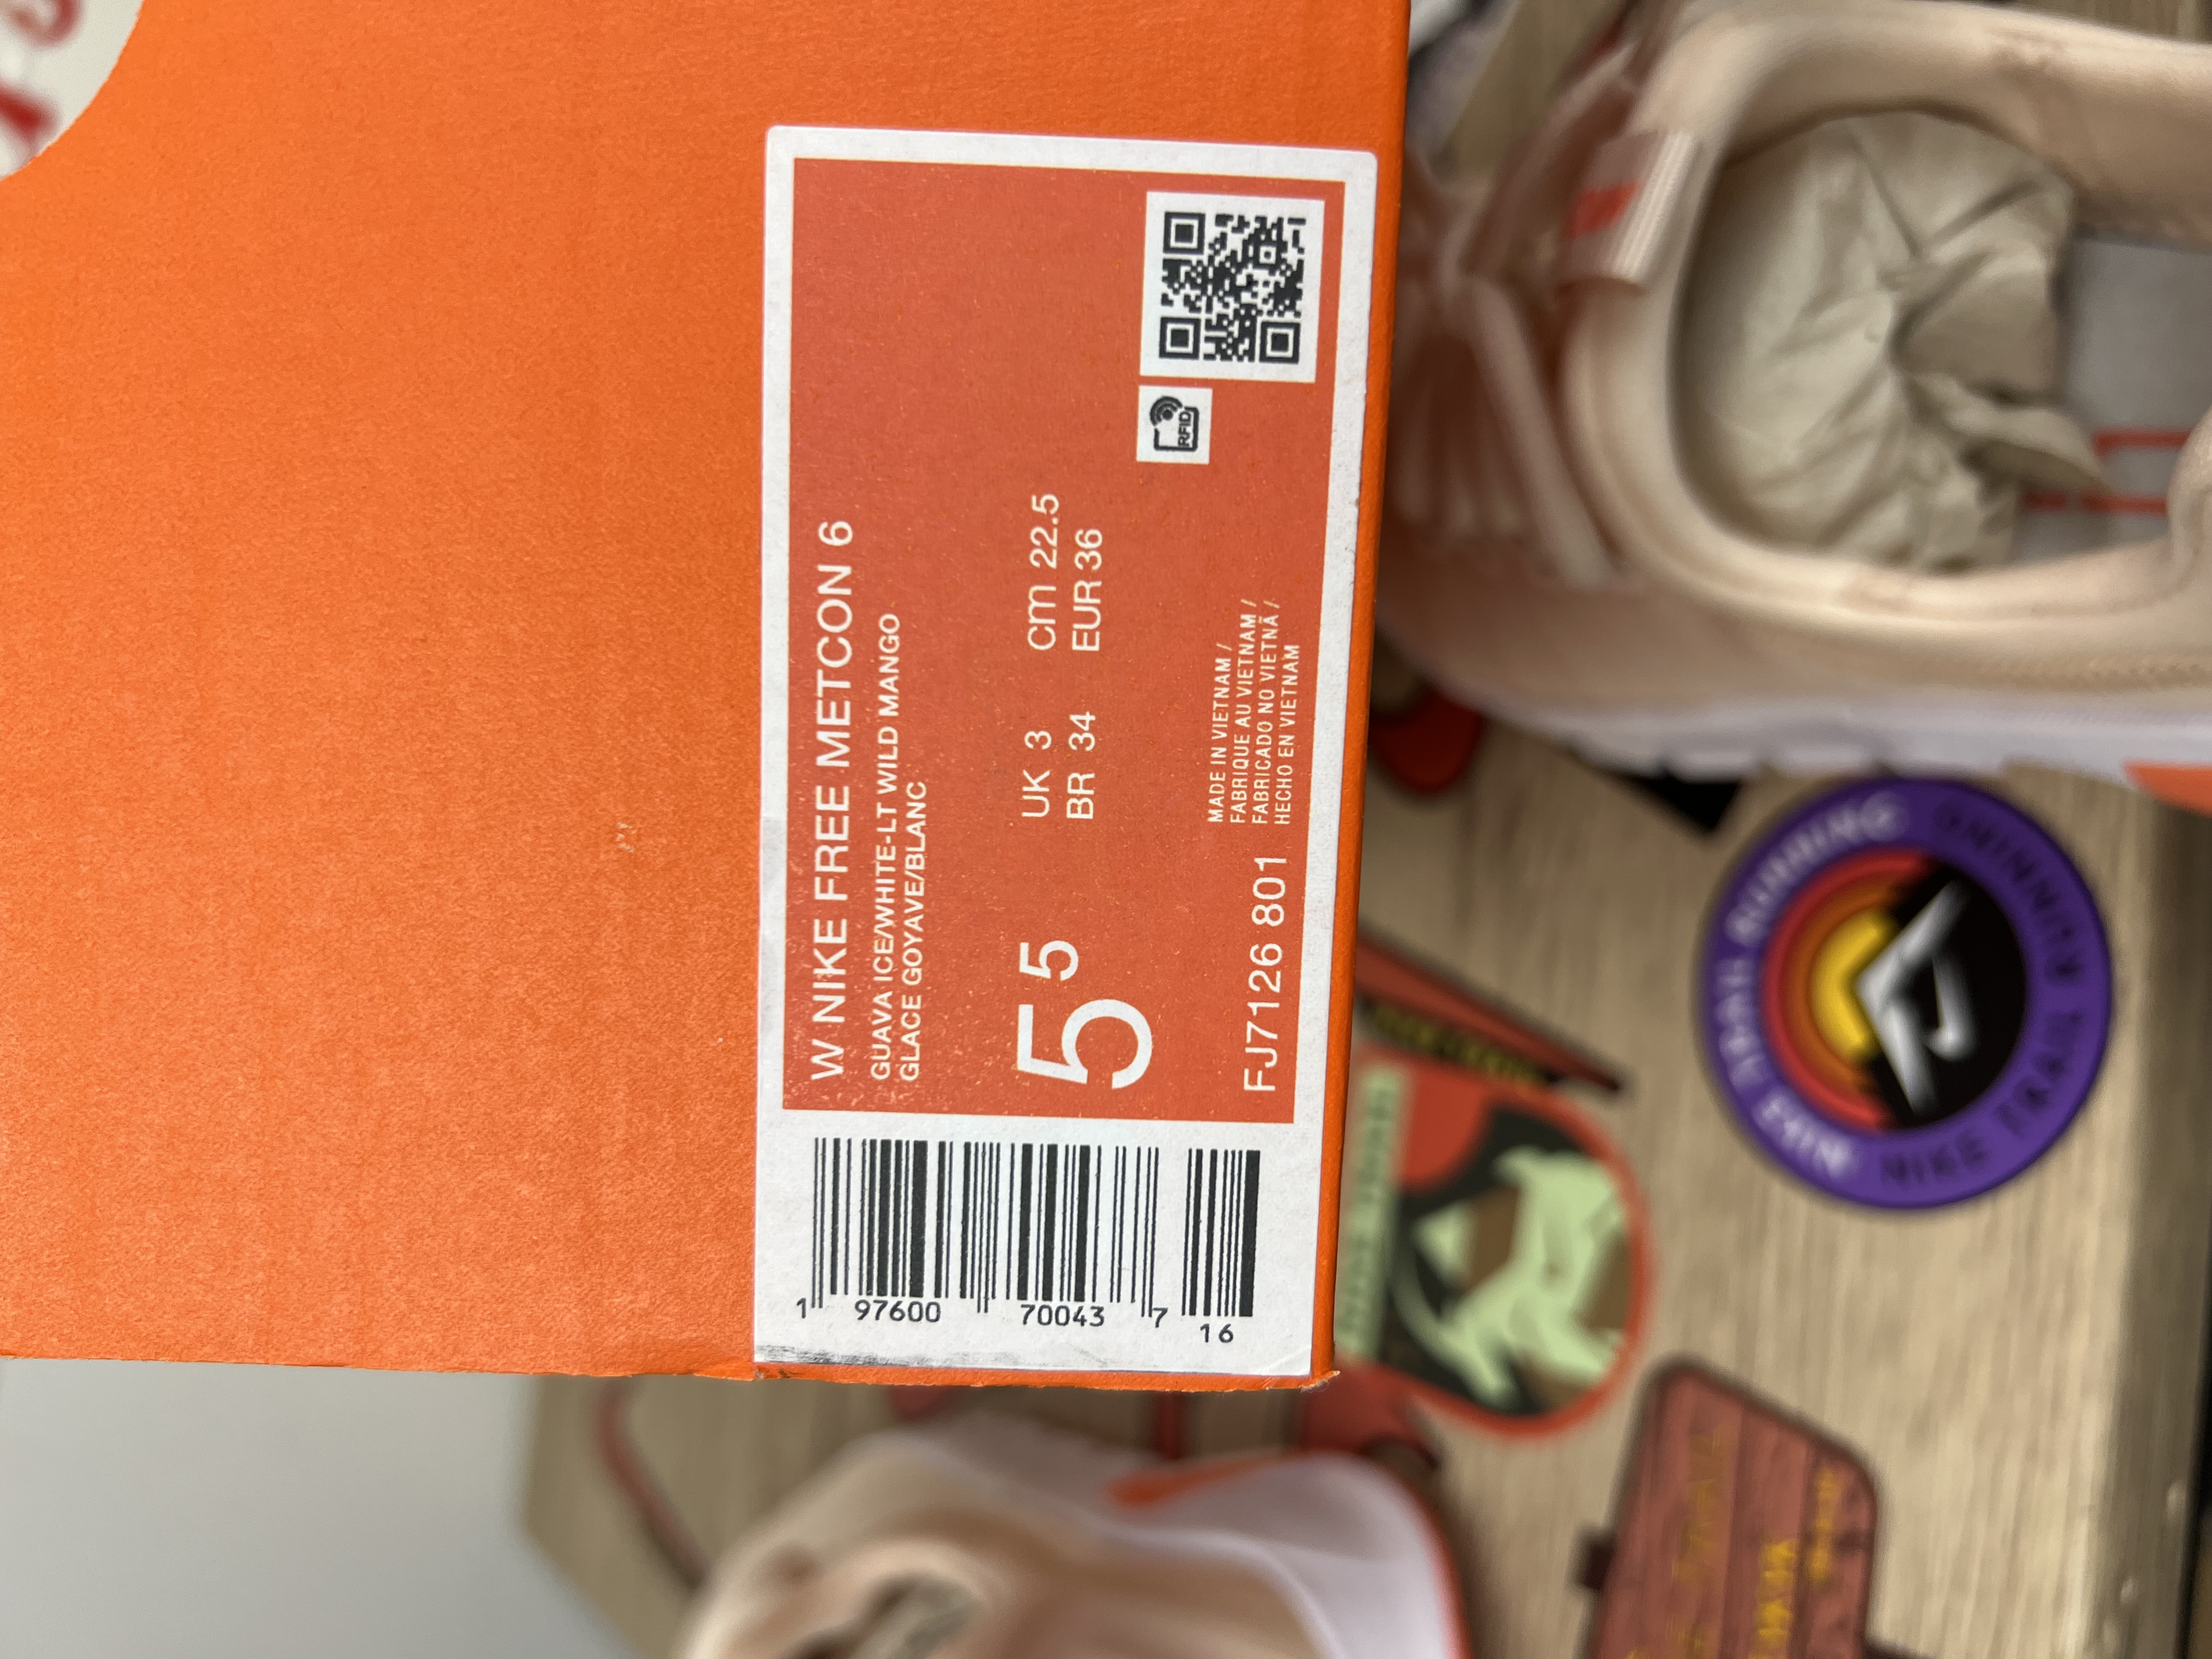 W NIKE FREE METCON 6
GUAVA ICE/WHITE-LT WILD MANGO
GLACE GOYAVE/BLANC
5 5
UK 3
cm 22.5
BR 34
EUR 36
RFID
FJ7126 801
MADE IN VIETNAM /
FABRIQUE AU VIETNAM /
FABRICADO NO VIETNÃ /
HECHO EN VIETNAM
1 97600 70043 7 16
NIKE TRAIL RUNNING
NIKE TRAIL RUNNING
TRAIL